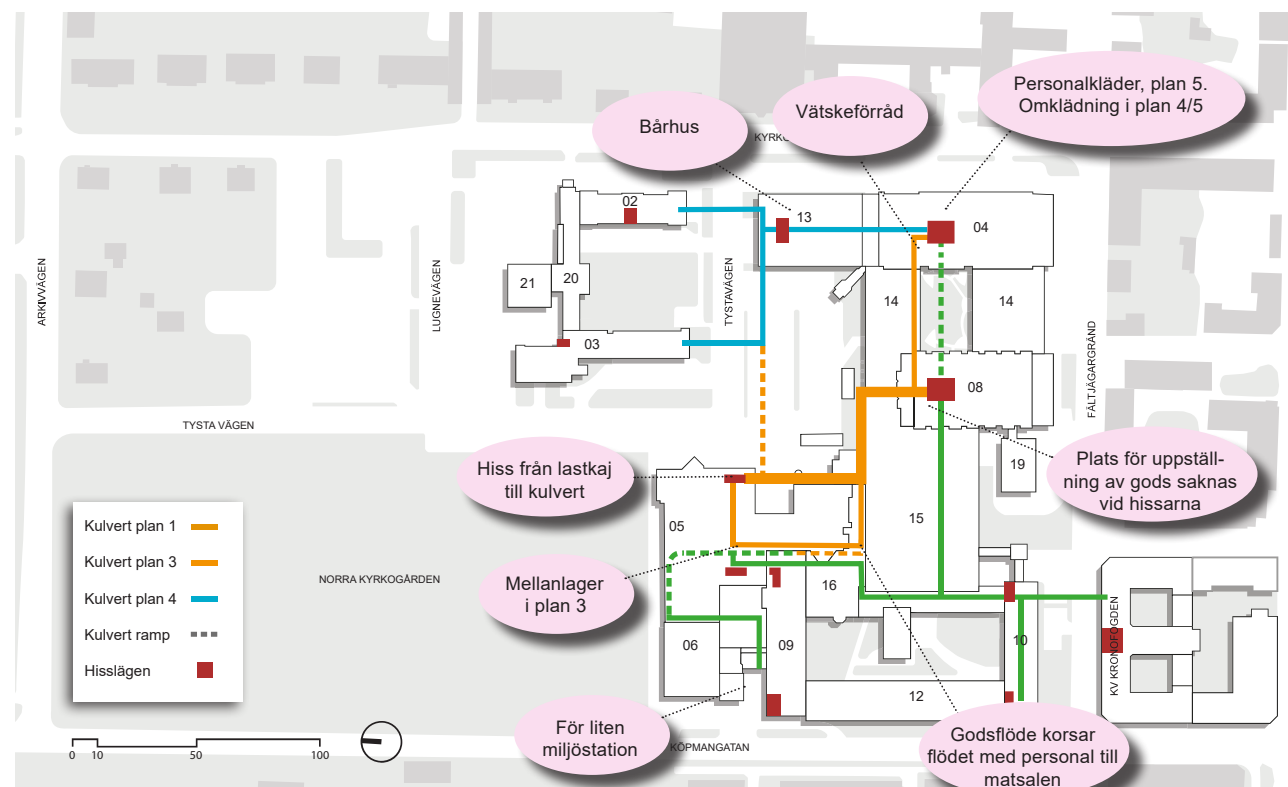 Personalkläder, plan 5.
Omklädning i plan 4/5
Vätskeförråd
Bårhus
KYRKO
02
13
04
21
20
14
14
ARKIVVÄGEN
LUGNEVÄGEN
TYSTAVÄGEN
FÄLTJÄGARGRÄND
03
08
TYSTA VÄGEN
19
Hiss från lastkaj
till kulvert
Plats för uppställ-
ning av gods saknas
vid hissarna
05
15
Kulvert plan 1
Kulvert plan 3
Kulvert plan 4
Kulvert ramp
Hisslägen
NORRA KYRKOGÅRDEN
Mellanlager
i plan 3
16
06
09
10
12
KV KRONOFOGDEN
För liten
miljöstation
KÖPMANGATAN
Godsflöde korsar
flödet med personal till
matsalen
0 10 50 100